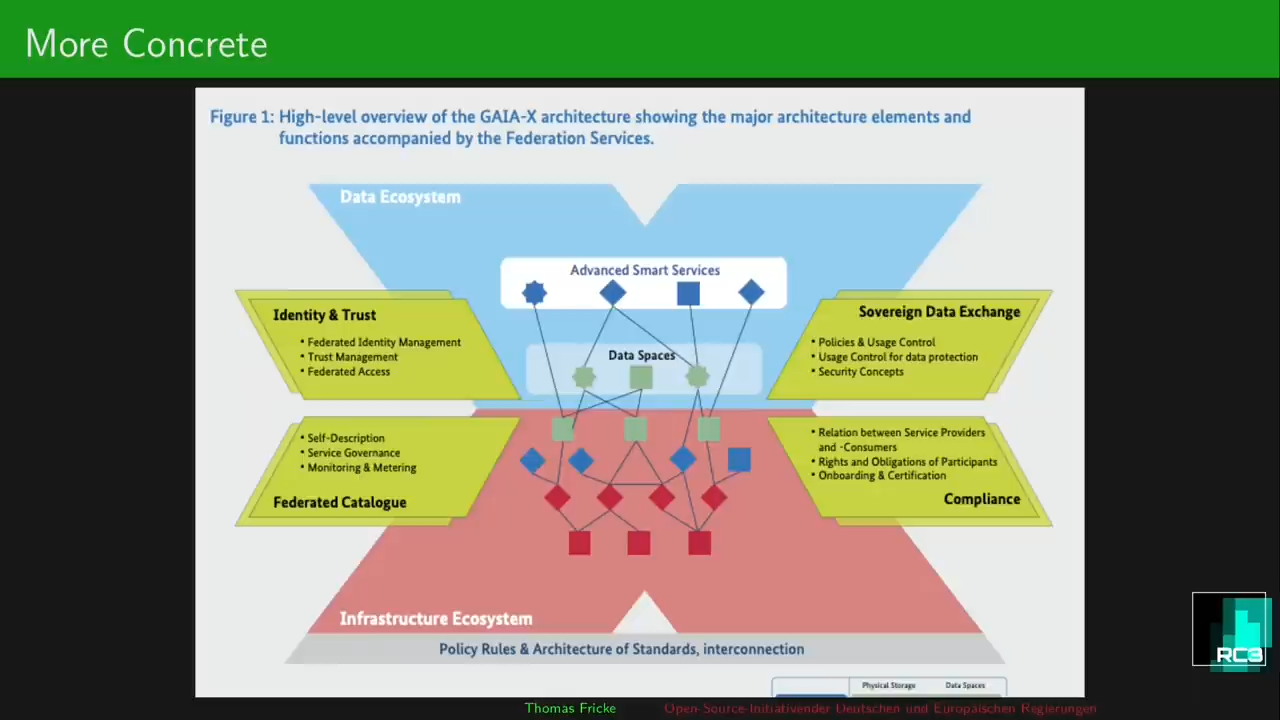 More Concrete
Figure 1: High-level overview of the GAIA-X architecture showing the major architecture elements and
functions accompanied by the Federation Services.
Data Ecosystem
Advanced Smart Services
Data Spaces
Identity & Trust
• Federated Identity Management
• Trust Management
• Federated Access
Sovereign Data Exchange
• Policies & Usage Control
• Usage Control for data protection
• Security Concepts
• Self-Description
• Service Governance
• Monitoring & Metering
Federated Catalogue
• Relation between Service Providers
and -Consumers
• Rights and Obligations of Participants
• Onboarding & Certification
Compliance
Infrastructure Ecosystem
Policy Rules & Architecture of Standards, interconnection
Physical Storage Data Spaces
RC3
Thomas Fricke Open-Source-Initiativender Deutschen und Europäischen Regierungen